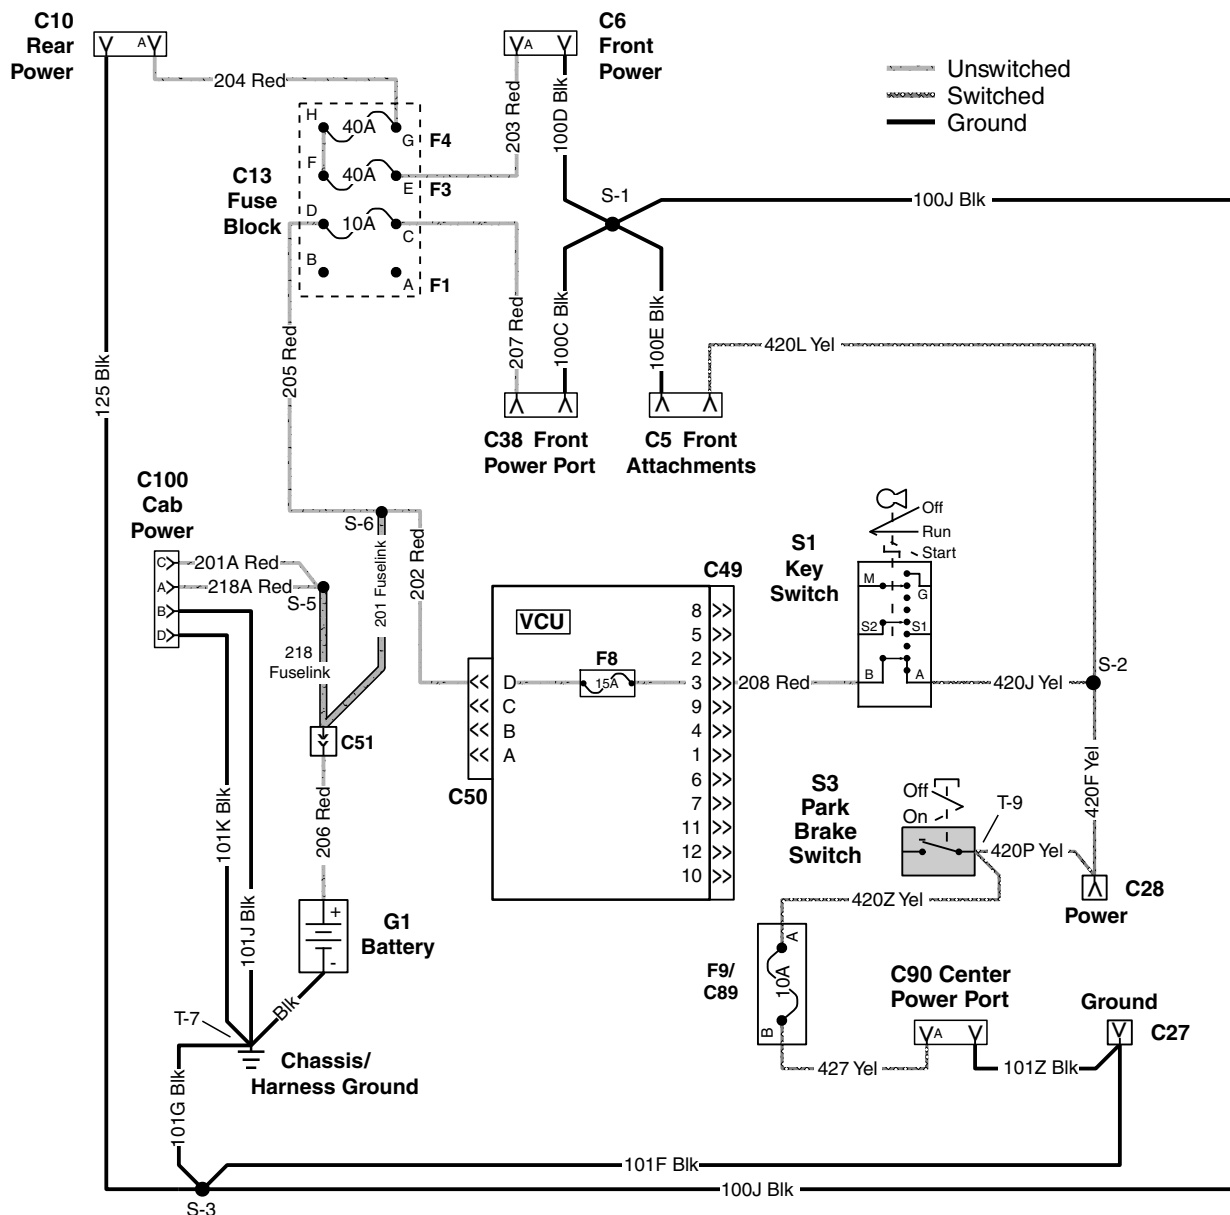 C10
Rear
Power
A
204 Red
C6
Front
Power
A
Unswitched
Switched
Ground
203 Red
100D Blk
H
40A
G
F4
F
40A
E
F3
C13
Fuse
Block
D
10A
C
B
A
F1
S-1
100J Blk
205 Red
207 Red
100C Blk
100E Blk
420L Yel
125 Blk
C38 Front
Power Port
C5 Front
Attachments
C100
Cab
Power
S-6
C
201A Red
A
218A Red
B
D
S-5
201 Fuselink
202 Red
218
Fuselink
C51
206 Red
101K Blk
101J Blk
C49
VCU
F8
15A
D
C
B
A
C50
8
5
2
3
9
4
1
6
7
11
12
10
208 Red
Off
Run
Start
S1
Key
Switch
M
G
S2
S1
B
A
420J Yel
S-2
420F Yel
S3
Park
Brake
Switch
Off
On
T-9
420P Yel
C28
Power
420Z Yel
G1
Battery
+
-
Blk
T-7
Chassis/
Harness Ground
101G Blk
F9/
C89
A
10A
B
427 Yel
C90 Center
Power Port
A
Ground
C27
101Z Blk
101F Blk
100J Blk
S-3